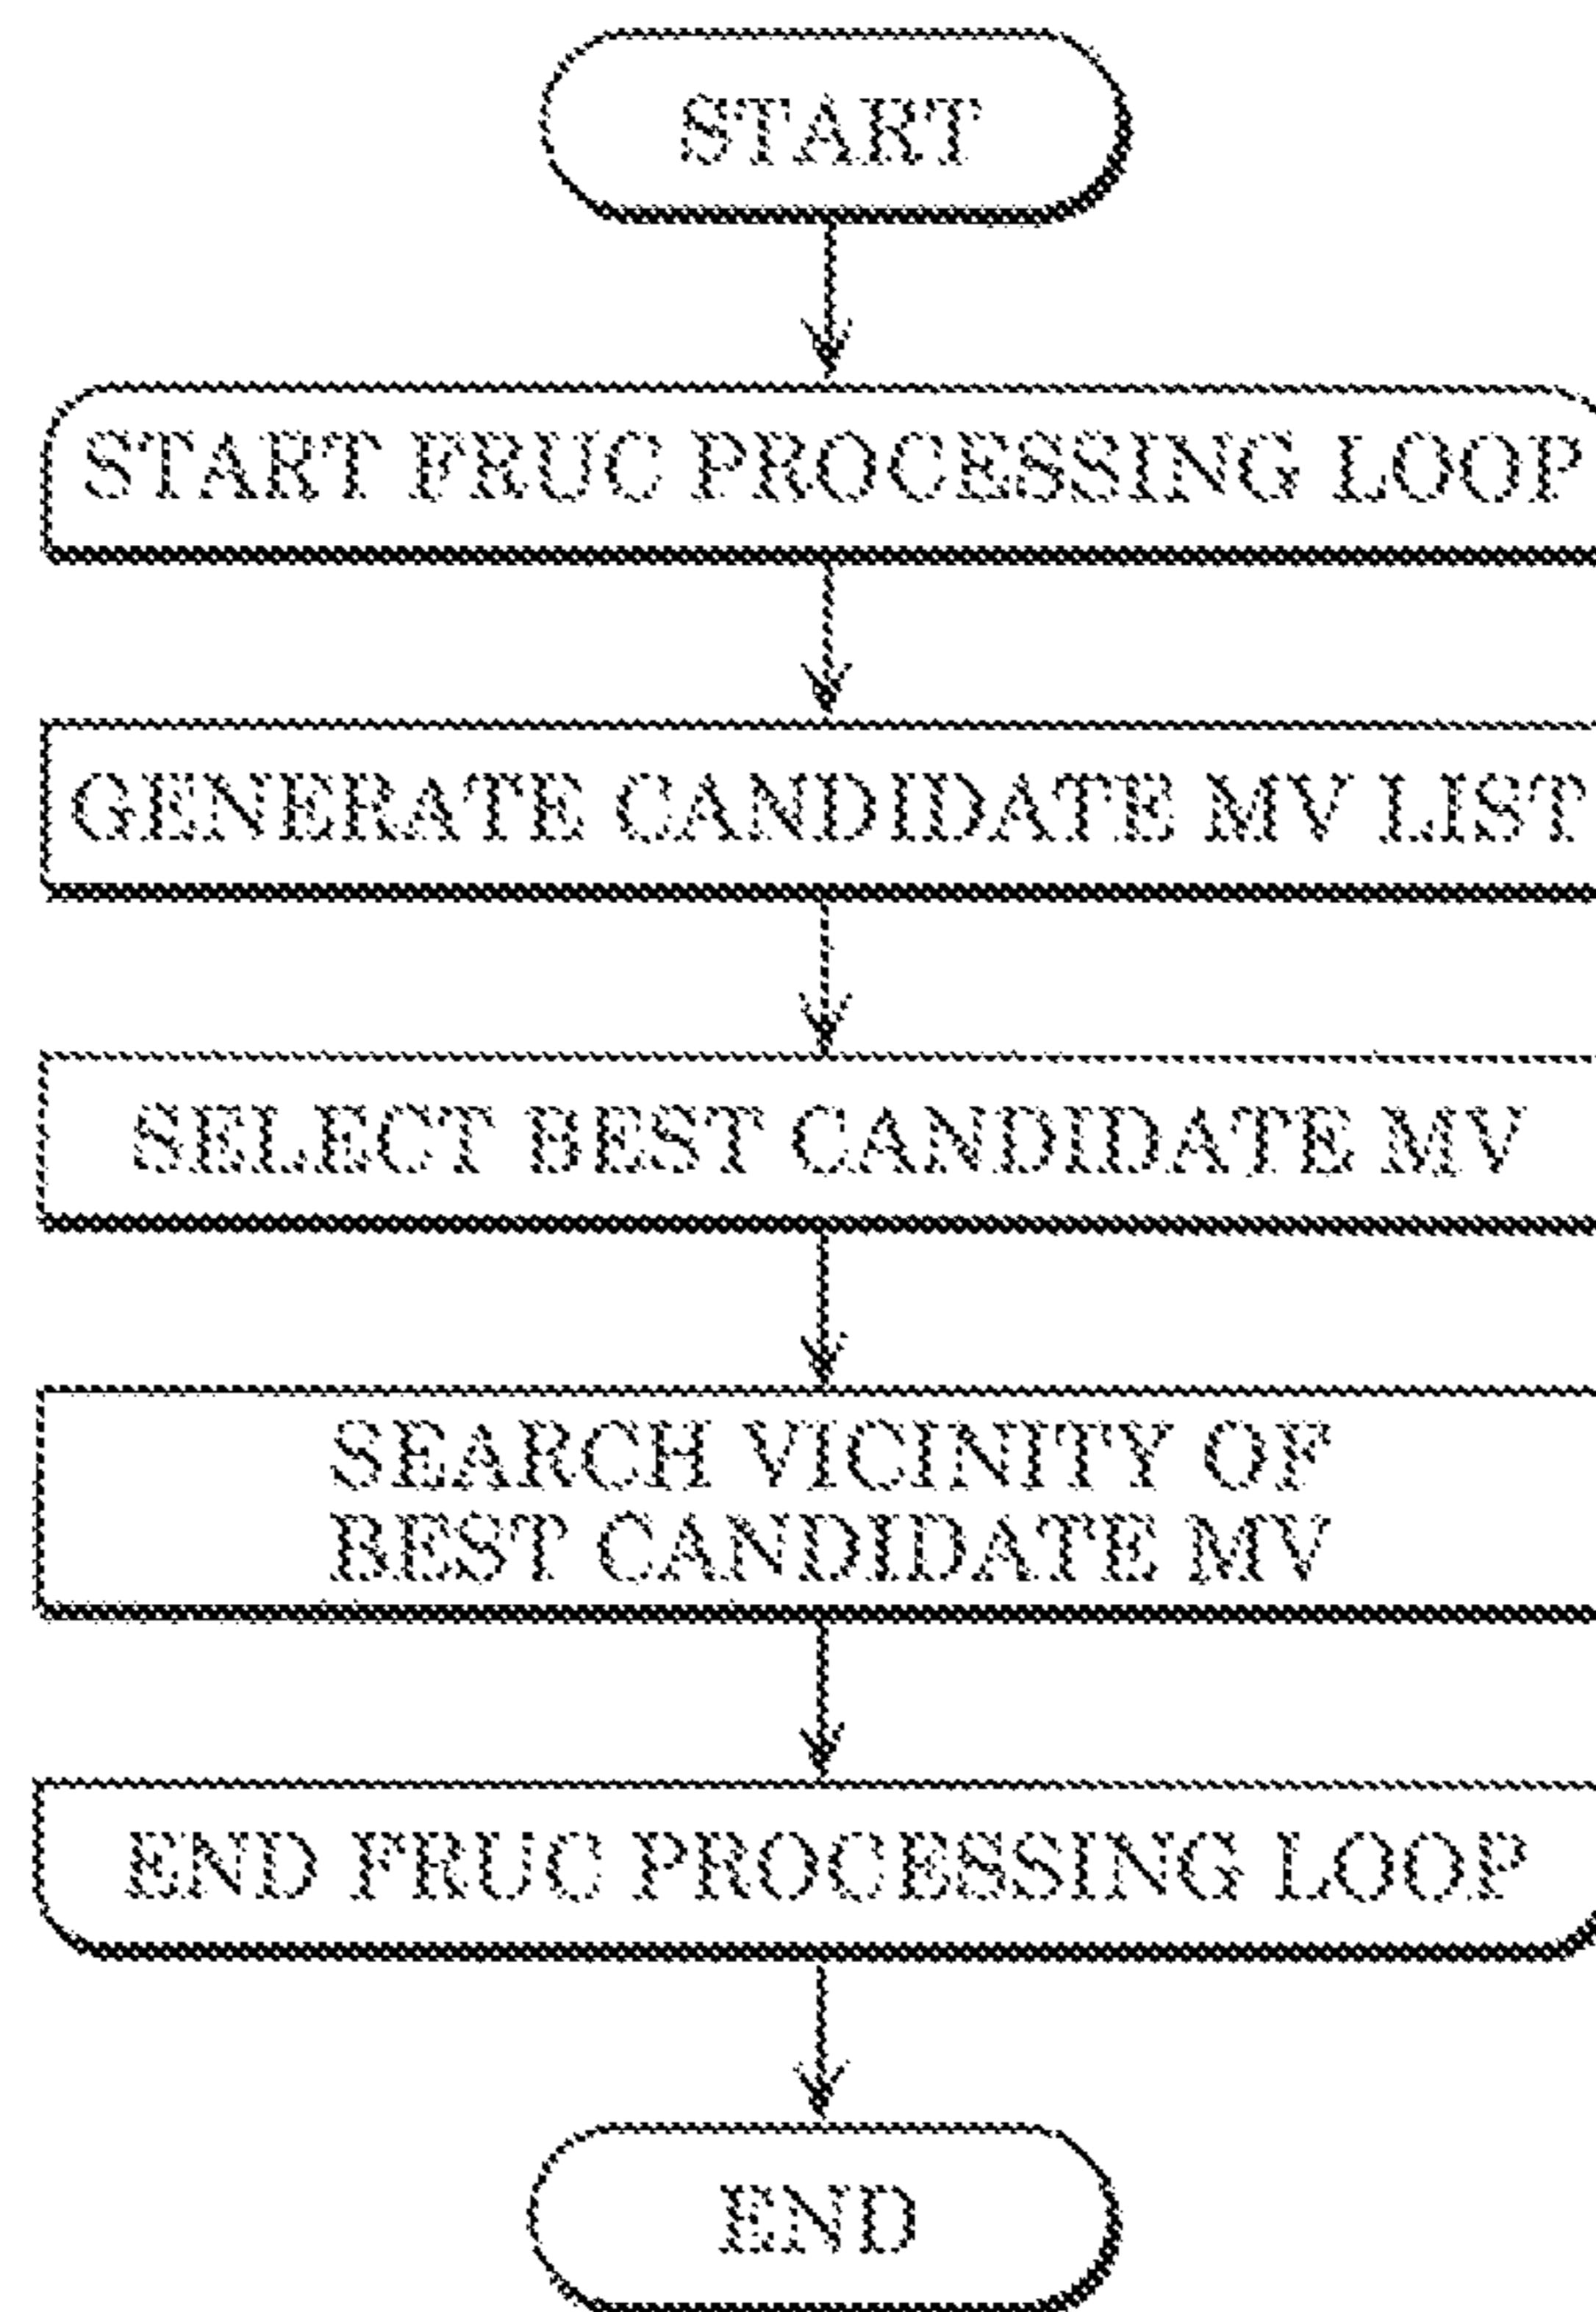 START
START FRUC PROCESSING LOOP
GENERATE CANDIDATE MV LIST
SELECT BEST CANDIDATE MV
SEARCH VICINITY OF
BEST CANDIDATE MV
END FRUC PROCESSING LOOP
END